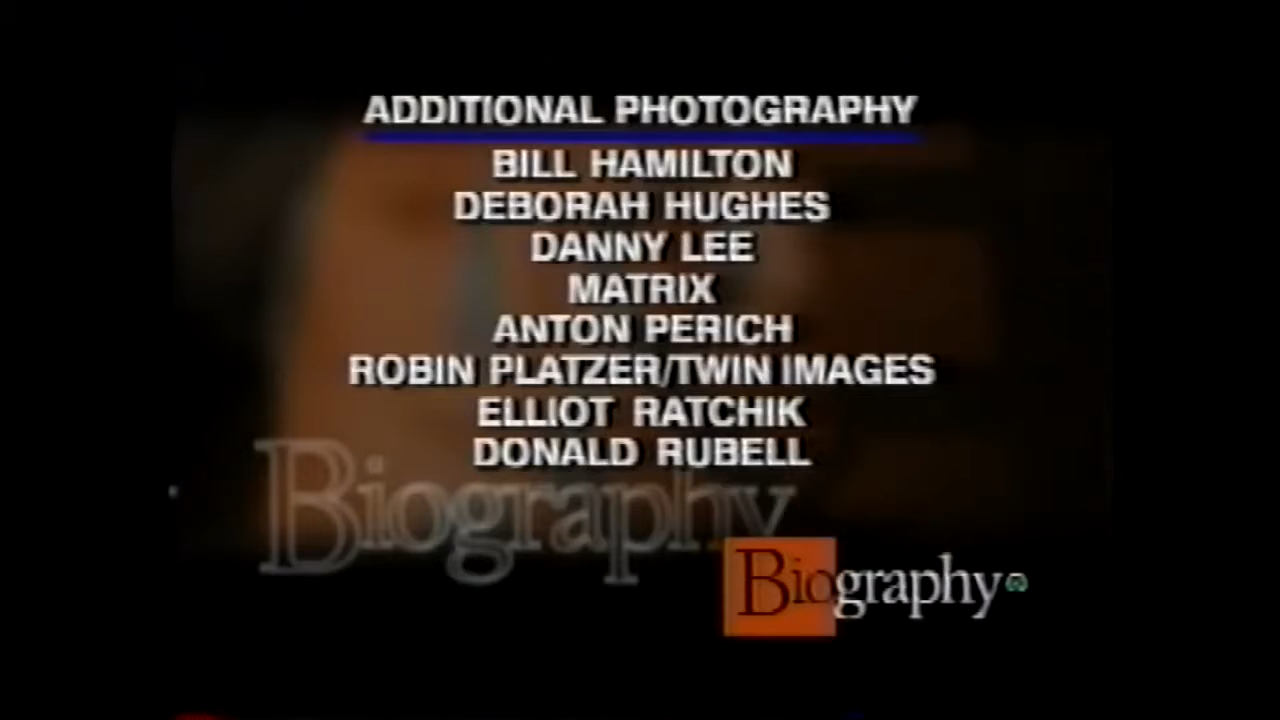 ADDITIONAL PHOTOGRAPHY
BILL HAMILTON
DEBORAH HUGHES
DANNY LEE
MATRIX
ANTON PERICH
ROBIN PLATZER/TWIN IMAGES
ELLIOT RATCHIK
DONALD RUBELL
Biography
Biography®